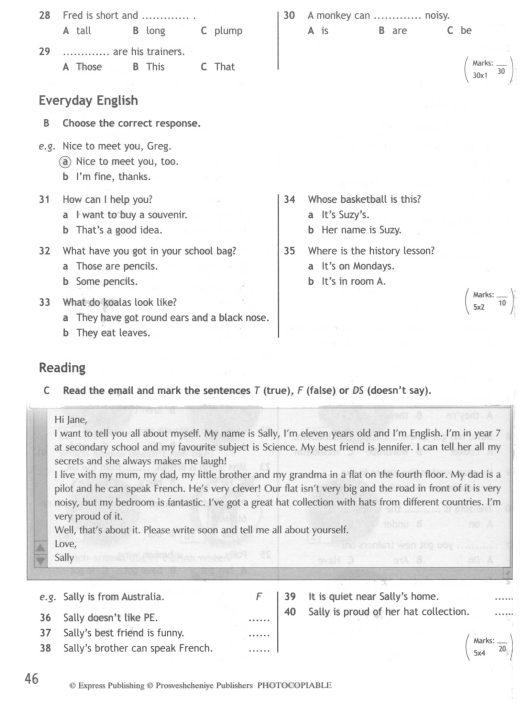 28 Fred is short and ............. .
A tall B long C plump
29 ............. are his trainers.
A Those B This C That
30 A monkey can ............. noisy.
A is B are C be
Marks: __
30x1 30
Everyday English
B Choose the correct response.
e.g. Nice to meet you, Greg.
a Nice to meet you, too.
b I'm fine, thanks.
31 How can I help you?
a I want to buy a souvenir.
b That's a good idea.
32 What have you got in your school bag?
a Those are pencils.
b Some pencils.
33 What do koalas look like?
a They have got round ears and a black nose.
b They eat leaves.
34 Whose basketball is this?
a It's Suzy's.
b Her name is Suzy.
35 Where is the history lesson?
a It's on Mondays.
b It's in room A.
Marks: __
5x2 10
Reading
C Read the email and mark the sentences T (true), F (false) or DS (doesn't say).
Hi Jane,
I want to tell you all about myself. My name is Sally, I'm eleven years old and I'm English. I'm in year 7
at secondary school and my favourite subject is Science. My best friend is Jennifer. I can tell her all my
secrets and she always makes me laugh!
I live with my mum, my dad, my little brother and my grandma in a flat on the fourth floor. My dad is a
pilot and he can speak French. He's very clever! Our flat isn't very big and the road in front of it is very
noisy, but my bedroom is fantastic. I've got a great hat collection with hats from different countries. I'm
very proud of it.
Well, that's about it. Please write soon and tell me all about yourself.
Love,
Sally
e.g. Sally is from Australia. F
36 Sally doesn't like PE. ......
37 Sally's best friend is funny. ......
38 Sally's brother can speak French. ......
39 It is quiet near Sally's home. ......
40 Sally is proud of her hat collection. ......
Marks: __
5x4 20
46
© Express Publishing © Prosveshcheniye Publishers PHOTOCOPIABLE